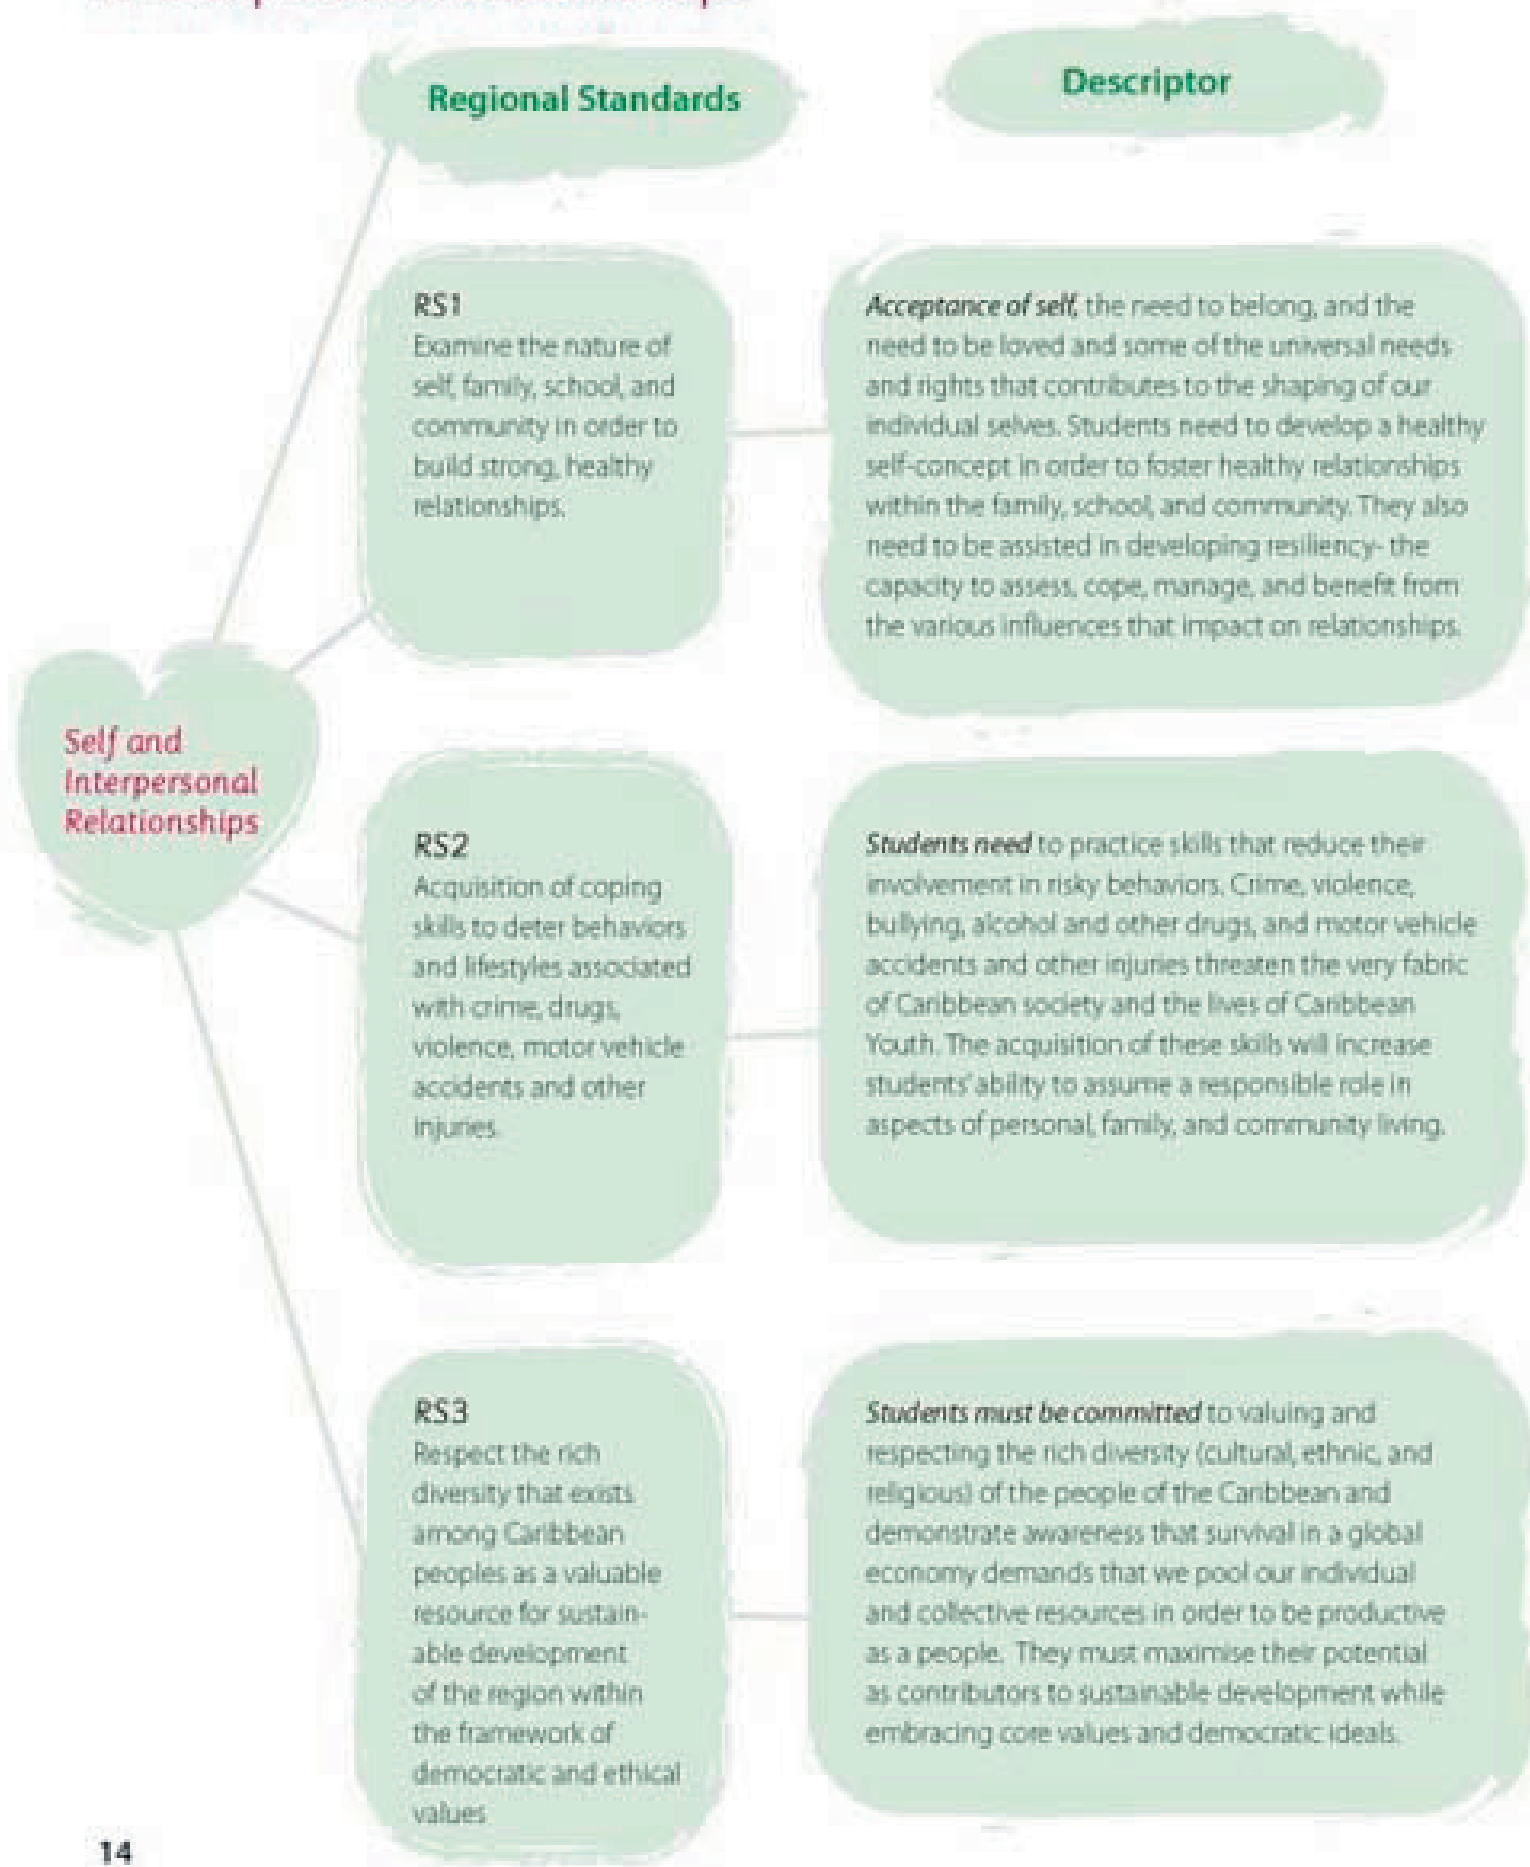 Regional Standards
Descriptor
RS1
Examine the nature of
self, family, school, and
community in order to
build strong, healthy
relationships.
Acceptance of self, the need to belong, and the
need to be loved and some of the universal needs
and rights that contributes to the shaping of our
individual selves. Students need to develop a healthy
self-concept in order to foster healthy relationships
within the family, school, and community. They also
need to be assisted in developing resiliency- the
capacity to assess, cope, manage, and benefit from
the various influences that impact on relationships.
Self and
Interpersonal
Relationships
RS2
Acquisition of coping
skills to deter behaviors
and lifestyles associated
with crime, drugs,
violence, motor vehicle
accidents and other
injuries.
Students need to practice skills that reduce their
involvement in risky behaviors. Crime, violence,
bullying, alcohol and other drugs, and motor vehicle
accidents and other injuries threaten the very fabric
of Caribbean society and the lives of Caribbean
Youth. The acquisition of these skills will increase
students' ability to assume a responsible role in
aspects of personal, family, and community living.
RS3
Respect the rich
diversity that exists
among Caribbean
peoples as a valuable
resource for sustain-
able development
of the region within
the framework of
democratic and ethical
values
Students must be committed to valuing and
respecting the rich diversity (cultural, ethnic, and
religious) of the people of the Caribbean and
demonstrate awareness that survival in a global
economy demands that we pool our individual
and collective resources in order to be productive
as a people. They must maximise their potential
as contributors to sustainable development while
embracing core values and democratic ideals.
14